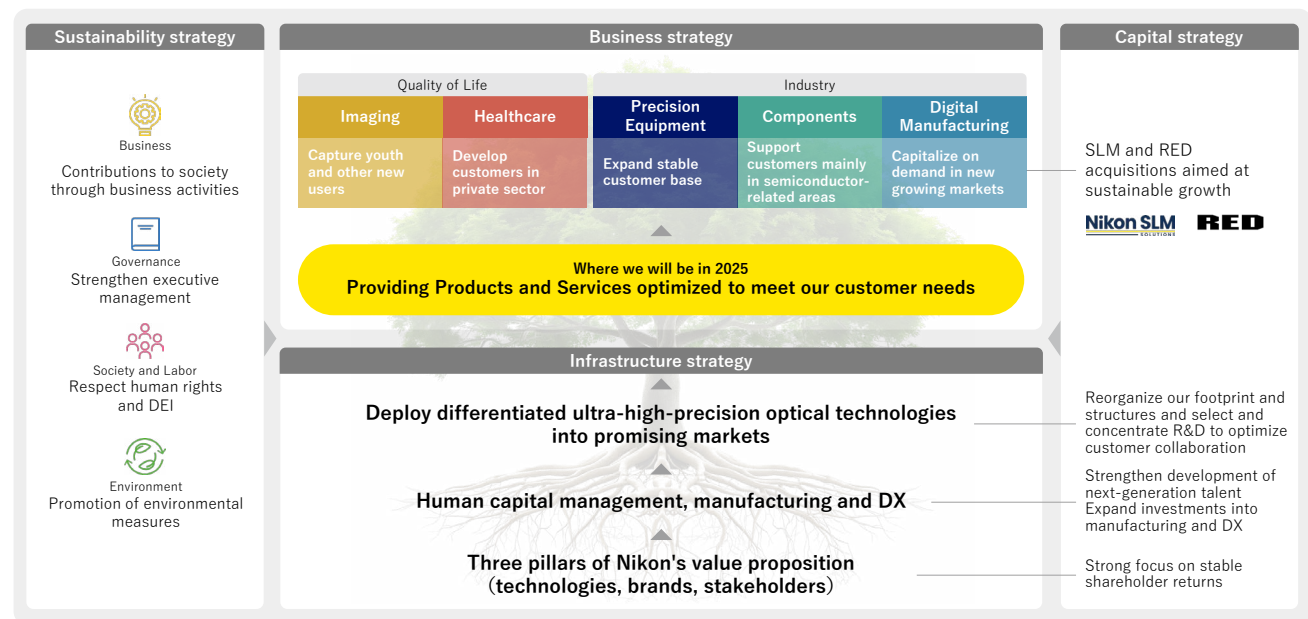 Sustainability strategy
Business
Contributions to society
through business activities
Governance
Strengthen executive
management
Society and Labor
Respect human rights
and DEI
Environment
Promotion of environmental
measures
Business strategy
Quality of Life
Industry
Imaging
Capture youth
and other new
users
Healthcare
Develop
customers in
private sector
Precision
Equipment
Expand stable
customer base
Components
Support
customers mainly
in semiconductor-
related areas
Digital
Manufacturing
Capitalize on
demand in new
growing markets
Where we will be in 2025
Providing Products and Services optimized to meet our customer needs
Infrastructure strategy
Deploy differentiated ultra-high-precision optical technologies
into promising markets
Human capital management, manufacturing and DX
Three pillars of Nikon's value proposition
(technologies, brands, stakeholders)
Capital strategy
SLM and RED
acquisitions aimed at
sustainable growth
Nikon SLM
SOLUTIONS
RED
Reorganize our footprint and
structures and select and
concentrate R&D to optimize
customer collaboration
Strengthen development of
next-generation talent
Expand investments into
manufacturing and DX
Strong focus on stable
shareholder returns